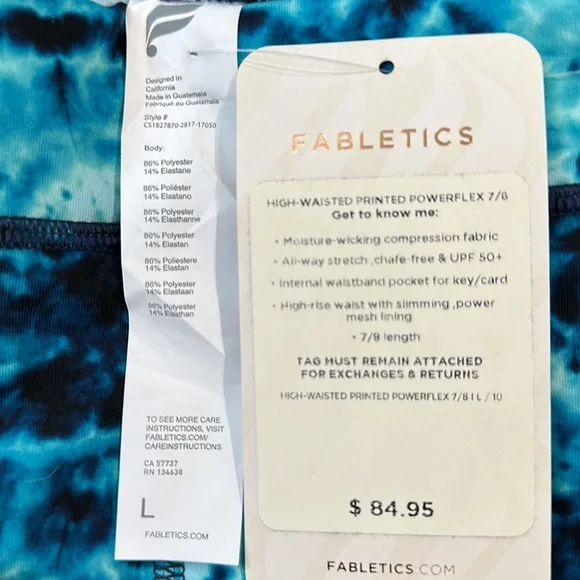 Designed in
California
Made in Guatemala
Fabriqué au Guatemala
Style #
CS1827870-2817-17050
Body:
86% Polyester
14% Elastane
86% Poliéster
14% Elastano
86% Polyester
14% Elasthanne
86% Polyester
14% Elastan
86% Poliestere
14% Elastan
86% Polyester
14% Elastaan
86% Polyester
14% Elasthan
TO SEE MORE CARE
INSTRUCTIONS, VISIT
FABLETICS.COM/
CAREINSTRUCTIONS
CA 57737
RN 134638
L
FABLETICS.COM
FABLETICS
HIGH-WAISTED PRINTED POWERFLEX 7/8
Get to know me:
• Moisture-wicking compression fabric
• All-way stretch ,chafe-free & UPF 50+
• Internal waistband pocket for key/card
• High-rise waist with slimming ,power
mesh lining
• 7/8 length
TAG MUST REMAIN ATTACHED
FOR EXCHANGES & RETURNS
HIGH-WAISTED PRINTED POWERFLEX 7/8 I L / 10
$ 84.95
FABLETICS.COM